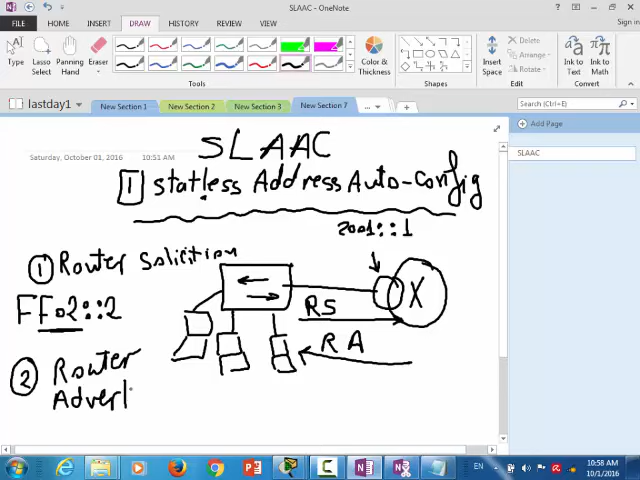 SLAAC - OneNote
FILE HOME INSERT DRAW HISTORY REVIEW VIEW
Type
Lasso Select
Panning Hand
Eraser
Tools
Color & Thickness
Shapes
Insert Space
Delete
Arrange
Rotate
Edit
Ink to Text
Ink to Math
Convert
lastday1 New Section 1 New Section 2 New Section 3 New Section 7 ... +
Search (Ctrl+E)
Add Page
SLAAC
Saturday, October 01, 2016 10:51 AM
SLAAC
1 statless Address Auto-Config
2001::1
1 Router Solicition
FF02::2
X
RS
RA
2 Router
Advert
EN
10:58 AM
10/1/2016